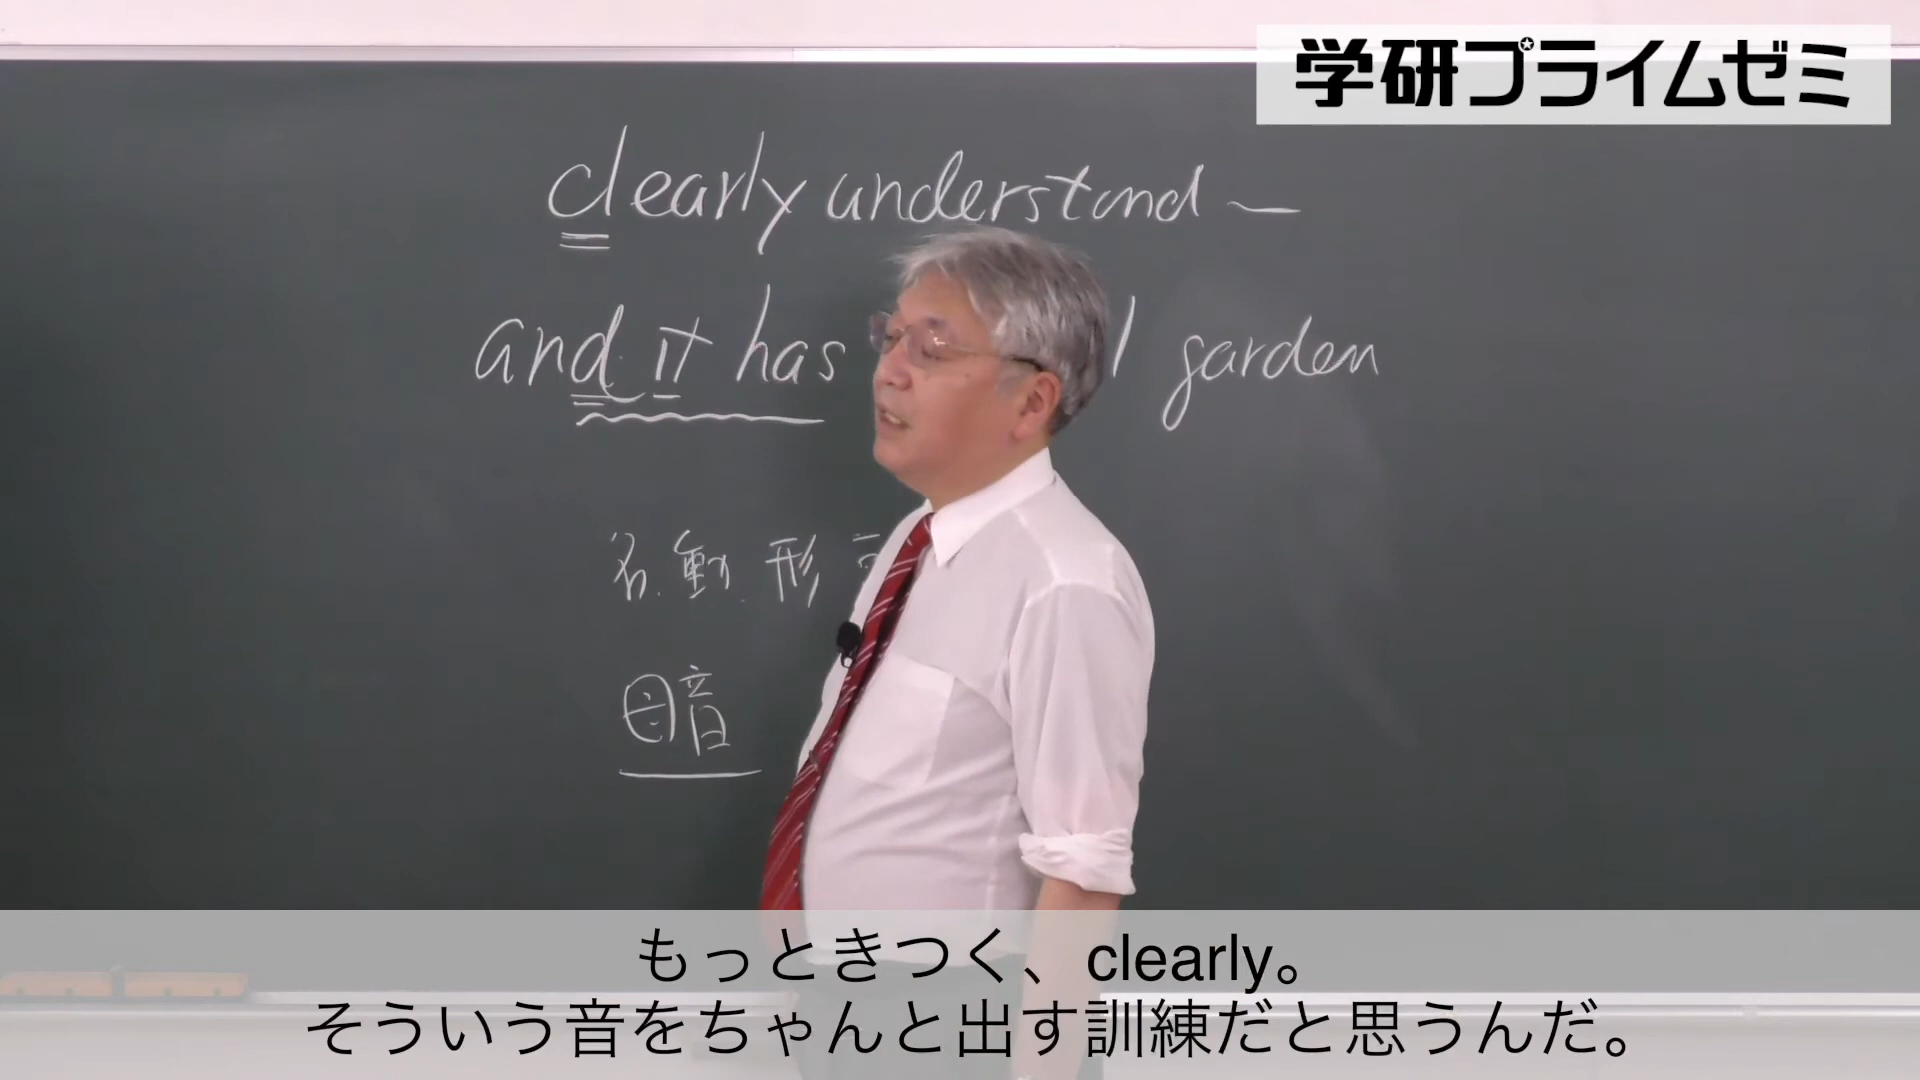 学研プライムゼミ
clearly understand ~
and it has garden
名.動.形
暗
もっときつく、clearly。
そういう音をちゃんと出す訓練だと思うんだ。